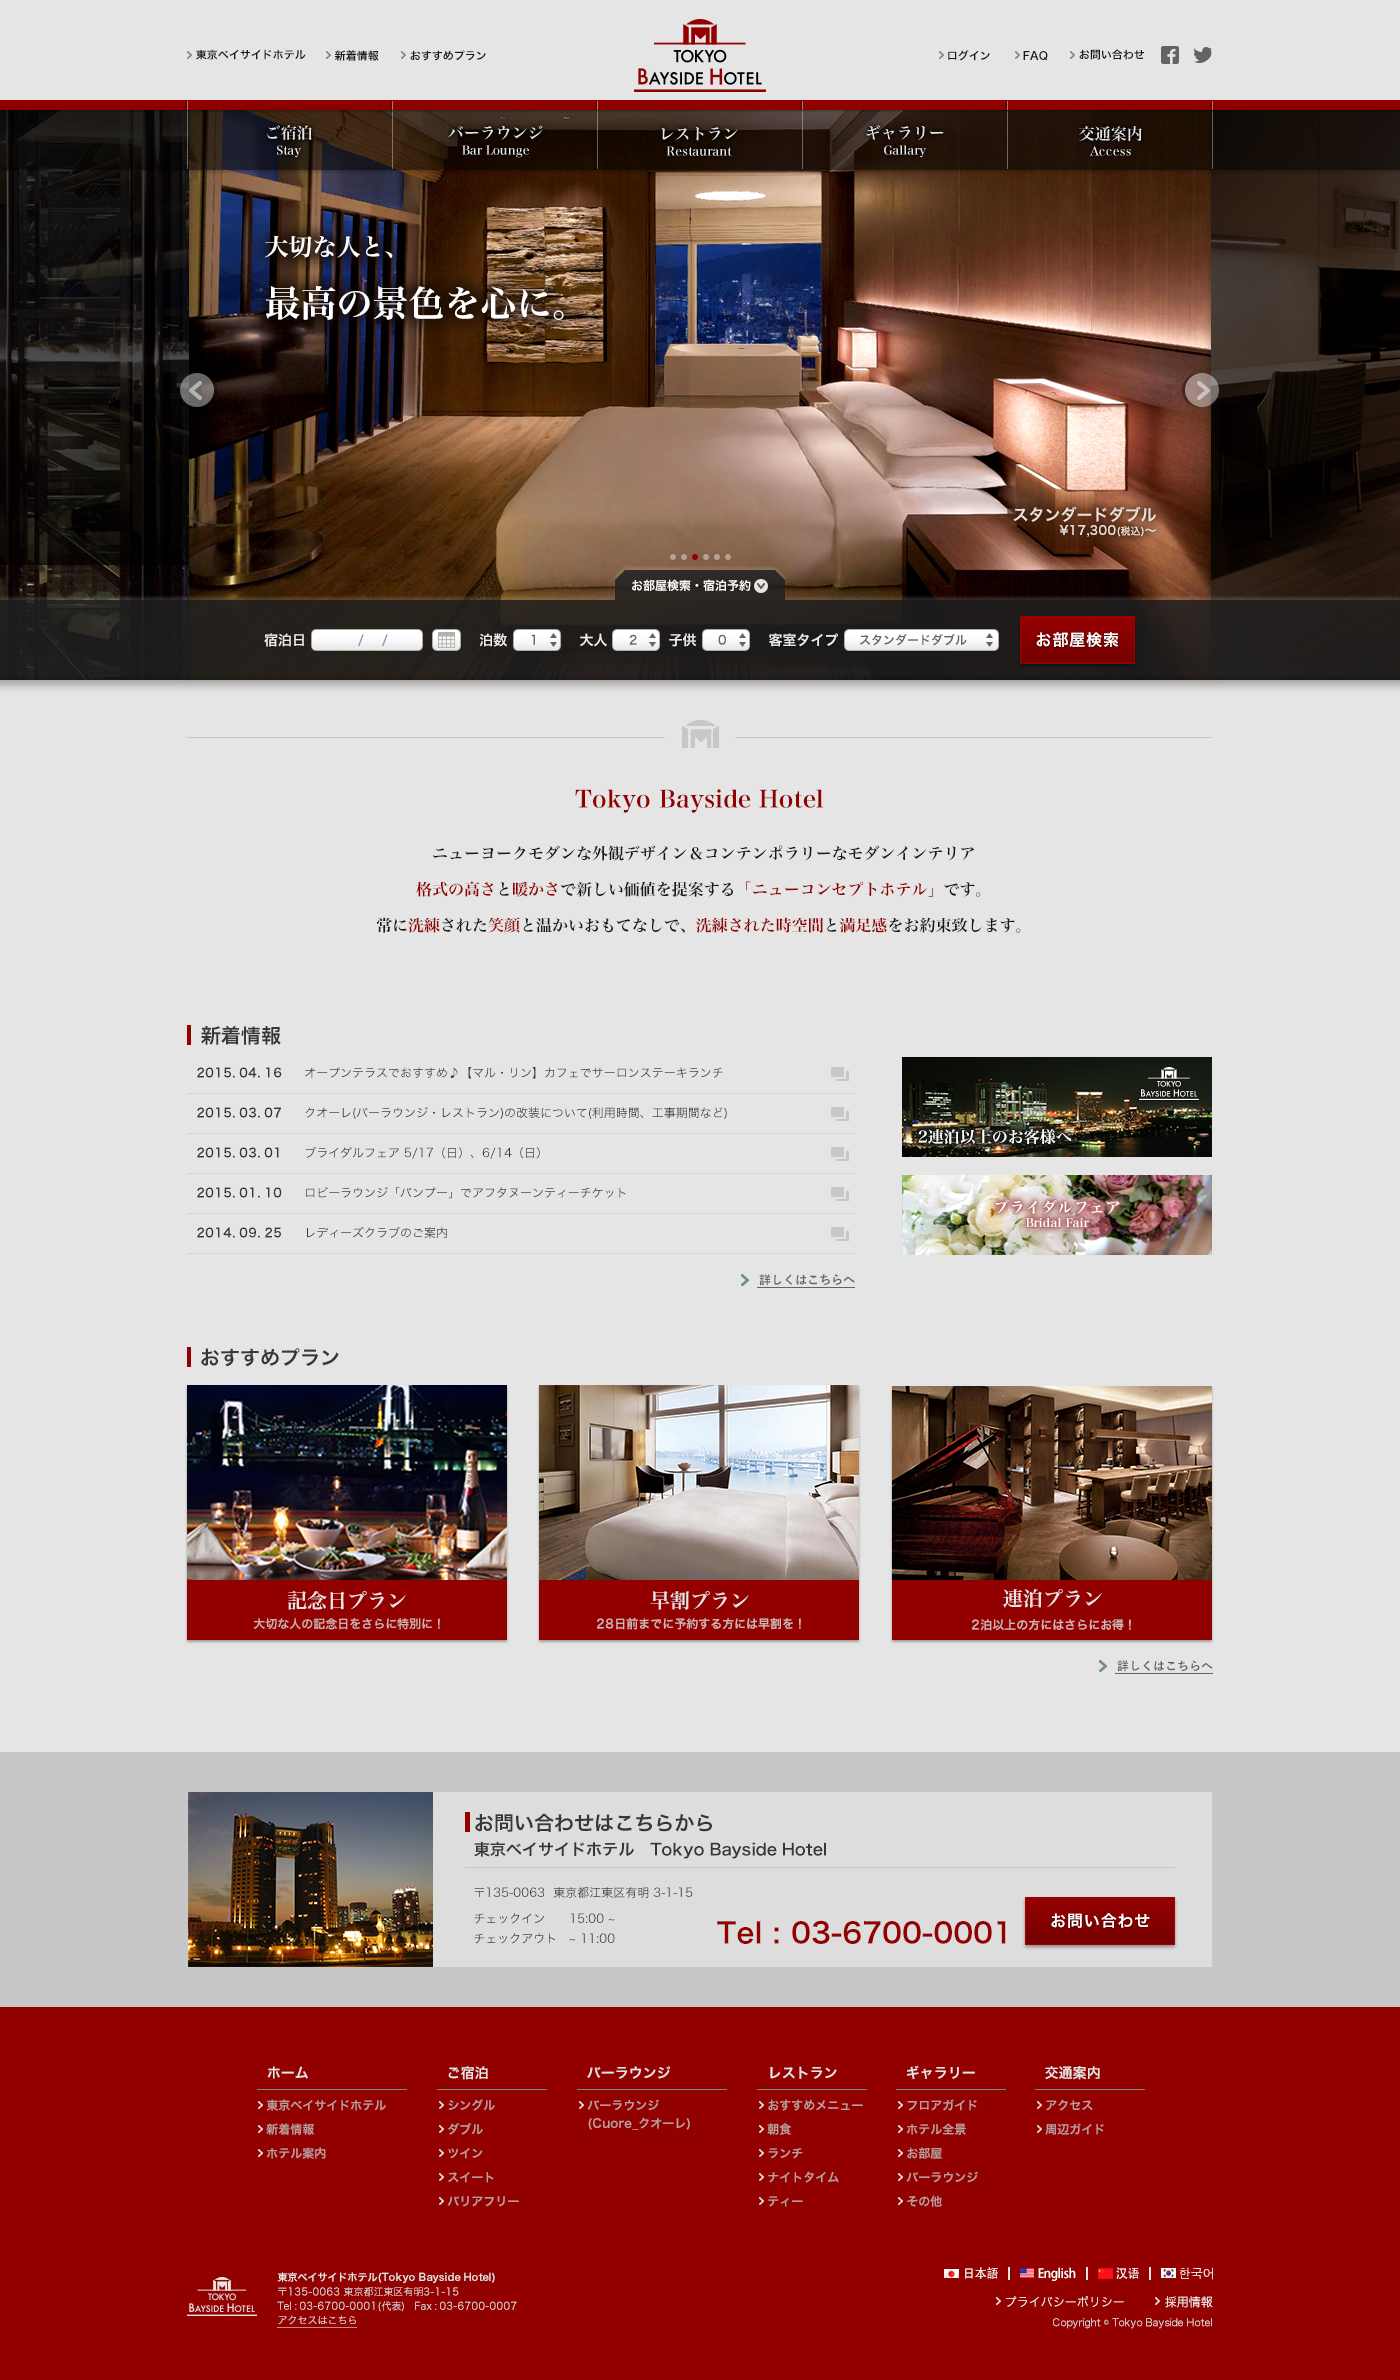 東京ベイサイドホテル 新着情報 おすすめプラン
TOKYO
BAYSIDE HOTEL
ログイン FAQ お問い合わせ
ご宿泊 バーラウンジ レストラン ギャラリー 交通案内
Stay Bar Lounge Restaurant Gallary Access
大切な人と、
最高の景色を心に。
スタンダードダブル
¥17,300(税込)〜
お部屋検索・宿泊予約
宿泊日 / / 泊数 1 大人 2 子供 0 客室タイプ スタンダードダブル お部屋検索
Tokyo Bayside Hotel
ニューヨークモダンな外観デザイン＆コンテンポラリーなモダンインテリア
格式の高さと暖かさで新しい価値を提案する「ニューコンセプトホテル」です。
常に洗練された笑顔と温かいおもてなしで、洗練された時空間と満足感をお約束致します。
新着情報
2015. 04. 16 オープンテラスでおすすめ♪【マル・リン】カフェでサーロンステーキランチ
2015. 03. 07 クオーレ(バーラウンジ・レストラン)の改装について(利用時間、工事期間など)
2015. 03. 01 ブライダルフェア 5/17（日）、6/14（日）
2015. 01. 10 ロビーラウンジ「バンブー」でアフタヌーンティーチケット
2014. 09. 25 レディーズクラブのご案内
詳しくはこちらへ
TOKYO
BAYSIDE HOTEL
2連泊以上のお客様へ
ブライダルフェア
Bridal Fair
おすすめプラン
記念日プラン
大切な人の記念日をさらに特別に！
早割プラン
28日前までに予約する方には早割を！
連泊プラン
2泊以上の方にはさらにお得！
詳しくはこちらへ
お問い合わせはこちらから
東京ベイサイドホテル　Tokyo Bayside Hotel
〒135-0063 東京都江東区有明 3-1-15
チェックイン 15:00 ~
チェックアウト ~ 11:00
Tel : 03-6700-0001
お問い合わせ
ホーム
東京ベイサイドホテル
新着情報
ホテル案内
ご宿泊
シングル
ダブル
ツイン
スイート
バリアフリー
バーラウンジ
バーラウンジ
(Cuore_クオーレ)
レストラン
おすすめメニュー
朝食
ランチ
ナイトタイム
ティー
ギャラリー
フロアガイド
ホテル全景
お部屋
バーラウンジ
その他
交通案内
アクセス
周辺ガイド
TOKYO
BAYSIDE HOTEL
東京ベイサイドホテル(Tokyo Bayside Hotel)
〒135-0063 東京都江東区有明3-1-15
Tel : 03-6700-0001(代表) Fax : 03-6700-0007
アクセスはこちら
日本語 | English | 汉语 | 한국어
プライバシーポリシー 採用情報
Copyright © Tokyo Bayside Hotel